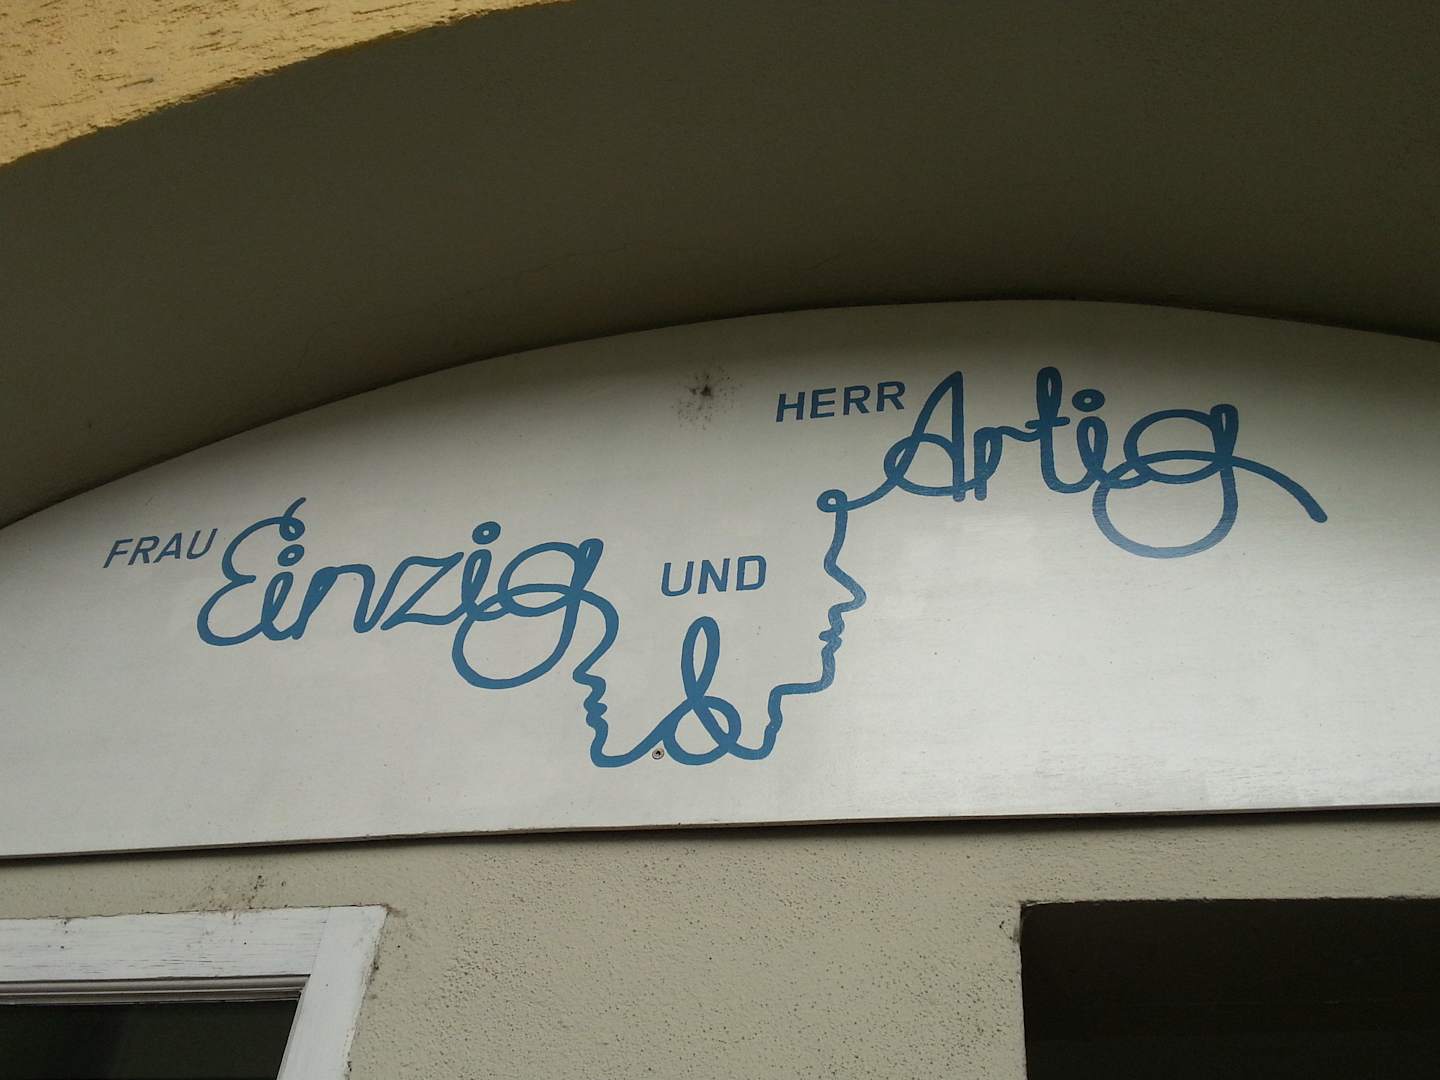 FRAU Einzig
UND
&
HERR Artig